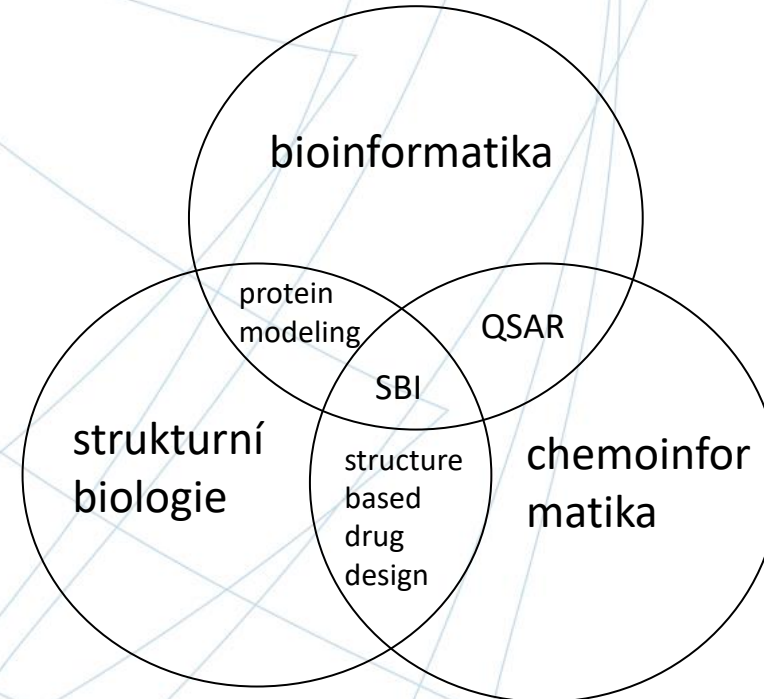 bioinformatika
protein
modeling
QSAR
SBI
strukturní
biologie
structure
based
drug
design
chemoinfor
matika